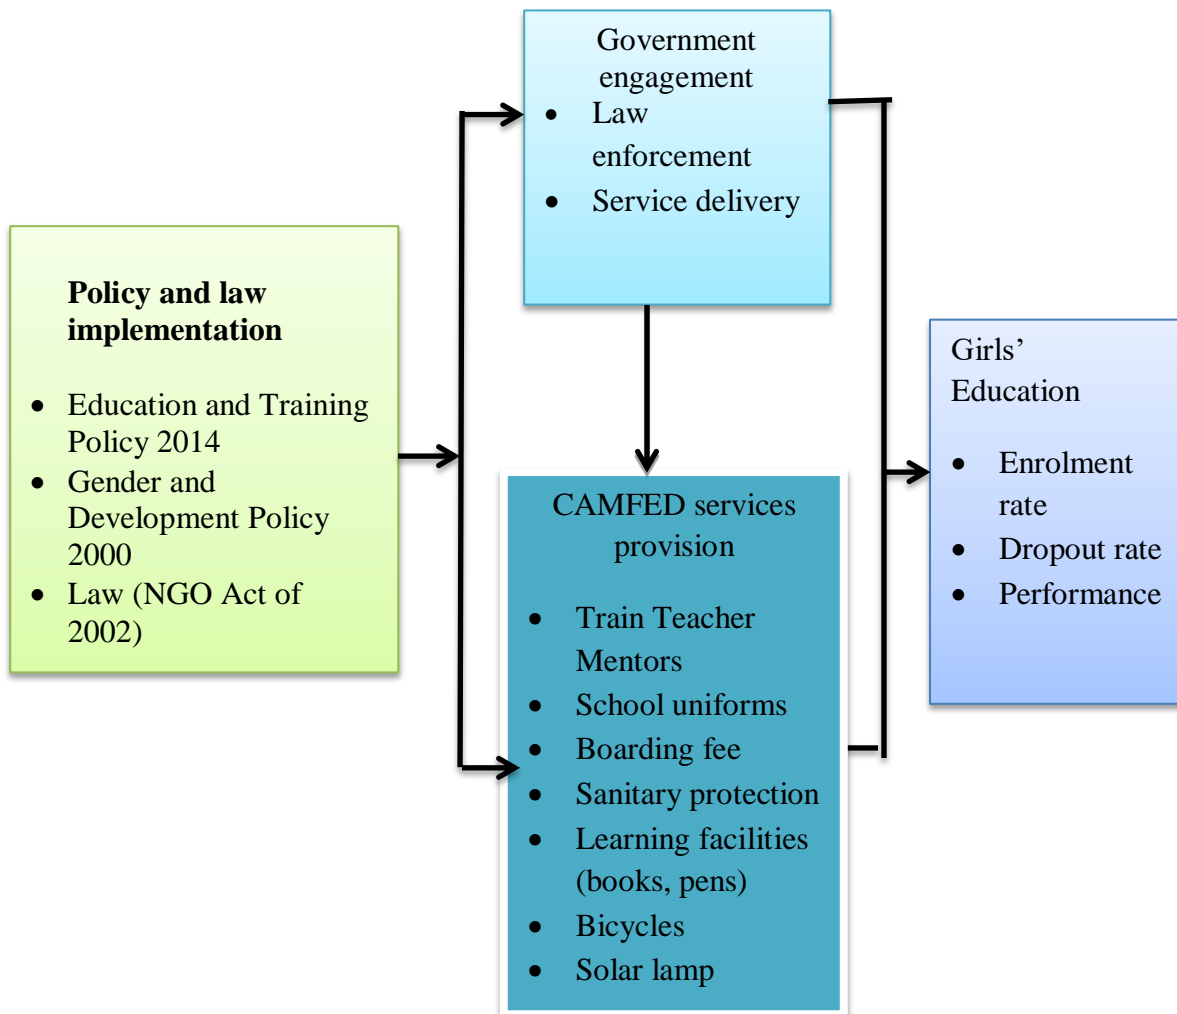 Government
engagement
• Law
enforcement
• Service delivery
Policy and law
implementation
• Education and Training
Policy 2014
• Gender and
Development Policy
2000
• Law (NGO Act of
2002)
CAMFED services
provision
• Train Teacher
Mentors
• School uniforms
• Boarding fee
• Sanitary protection
• Learning facilities
(books, pens)
• Bicycles
• Solar lamp
Girls’
Education
• Enrolment
rate
• Dropout rate
• Performance